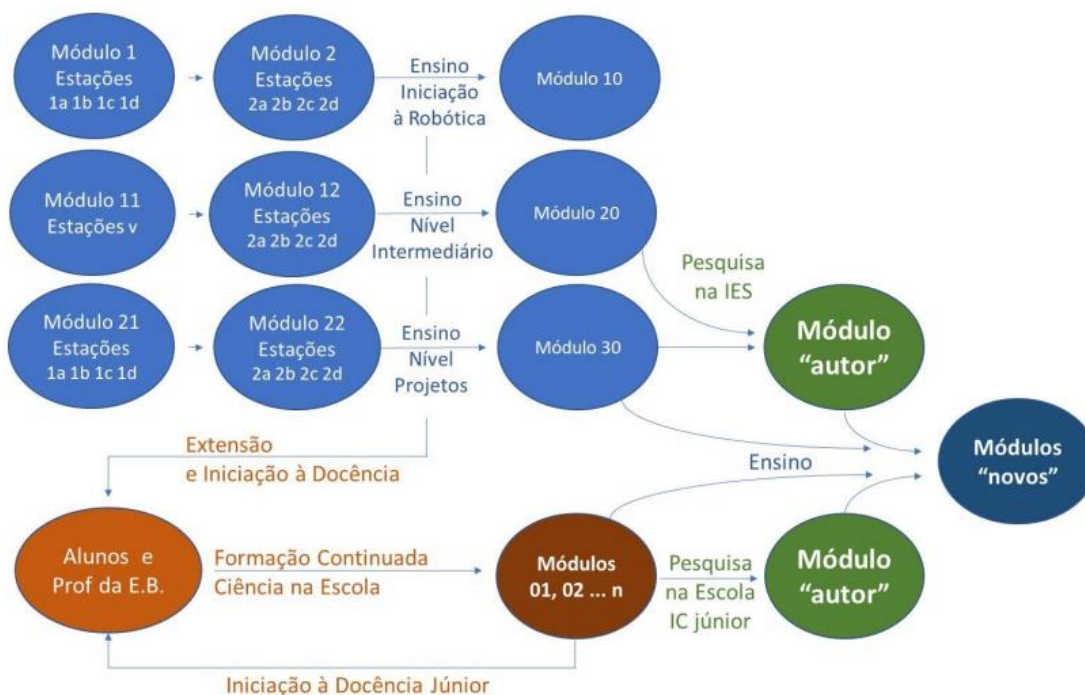 Módulo 1
Estações
1a 1b 1c 1d
Módulo 2
Estações
2a 2b 2c 2d
Ensino
Iniciação
à Robótica
Módulo 10
Módulo 11
Estações v
Módulo 12
Estações
2a 2b 2c 2d
Ensino
Nível
Intermediário
Módulo 20
Pesquisa
na IES
Módulo 21
Estações
1a 1b 1c 1d
Módulo 22
Estações
2a 2b 2c 2d
Ensino
Nível
Projetos
Módulo 30
Módulo
“autor”
Extensão
e Iniciação à Docência
Ensino
Módulos
“novos”
Alunos e
Prof da E.B.
Formação Continuada
Ciência na Escola
Módulos
01, 02 ... n
Pesquisa
na Escola
IC júnior
Módulo
“autor”
Iniciação à Docência Júnior